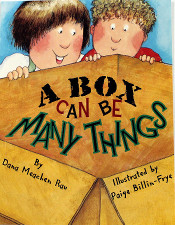 A BOX
CAN BE
MANY THINGS
By
Dana Meachen Rau
Illustrated by
Paige Billin-Frye